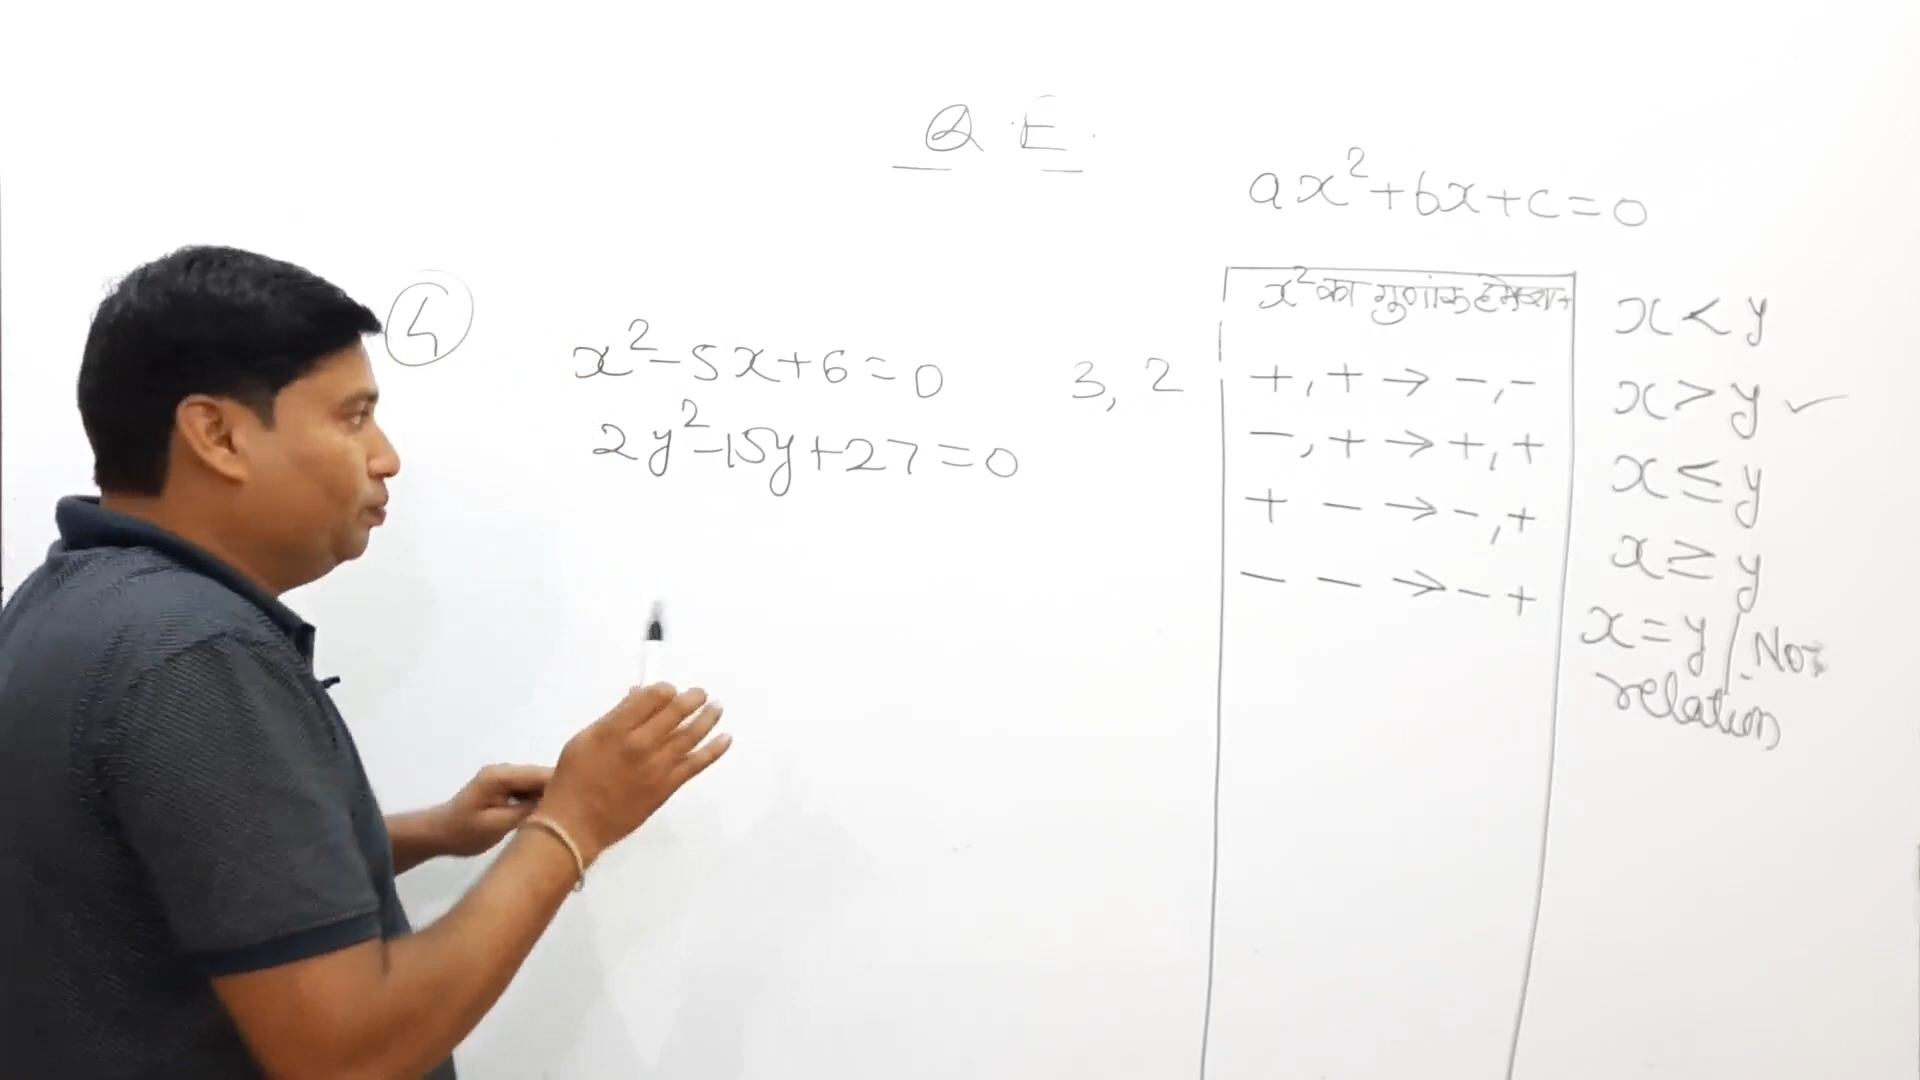 Q.E.
ax²+bx+c=0
④
x²-5x+6=0 3, 2
2y²-15y+27=0
x² का गुणांक हमेशा +
+,+ → -,-
-,+ → +,+
+ - → -,+
- - → - +
x<y
x>y ✓
x≤y
x≥y
x=y/No
relation